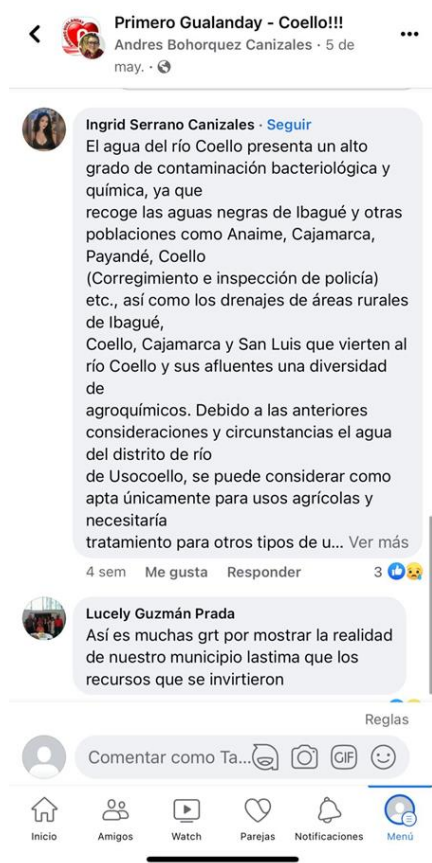 Primero Gualanday - Coello!!!
Andres Bohorquez Canizales · 5 de
may. ·
Ingrid Serrano Canizales · Seguir
El agua del río Coello presenta un alto
grado de contaminación bacteriológica y
química, ya que
recoge las aguas negras de Ibagué y otras
poblaciones como Anaime, Cajamarca,
Payandé, Coello
(Corregimiento e inspección de policía)
etc., así como los drenajes de áreas rurales
de Ibagué,
Coello, Cajamarca y San Luis que vierten al
río Coello y sus afluentes una diversidad
de
agroquímicos. Debido a las anteriores
consideraciones y circunstancias el agua
del distrito de río
de Usocoello, se puede considerar como
apta únicamente para usos agrícolas y
necesitaría
tratamiento para otros tipos de u... Ver más
4 sem Me gusta Responder 3
Lucely Guzmán Prada
Así es muchas grt por mostrar la realidad
de nuestro municipio lastima que los
recursos que se invirtieron
Reglas
Comentar como Ta...
GIF
Inicio Amigos Watch Parejas Notificaciones Menú